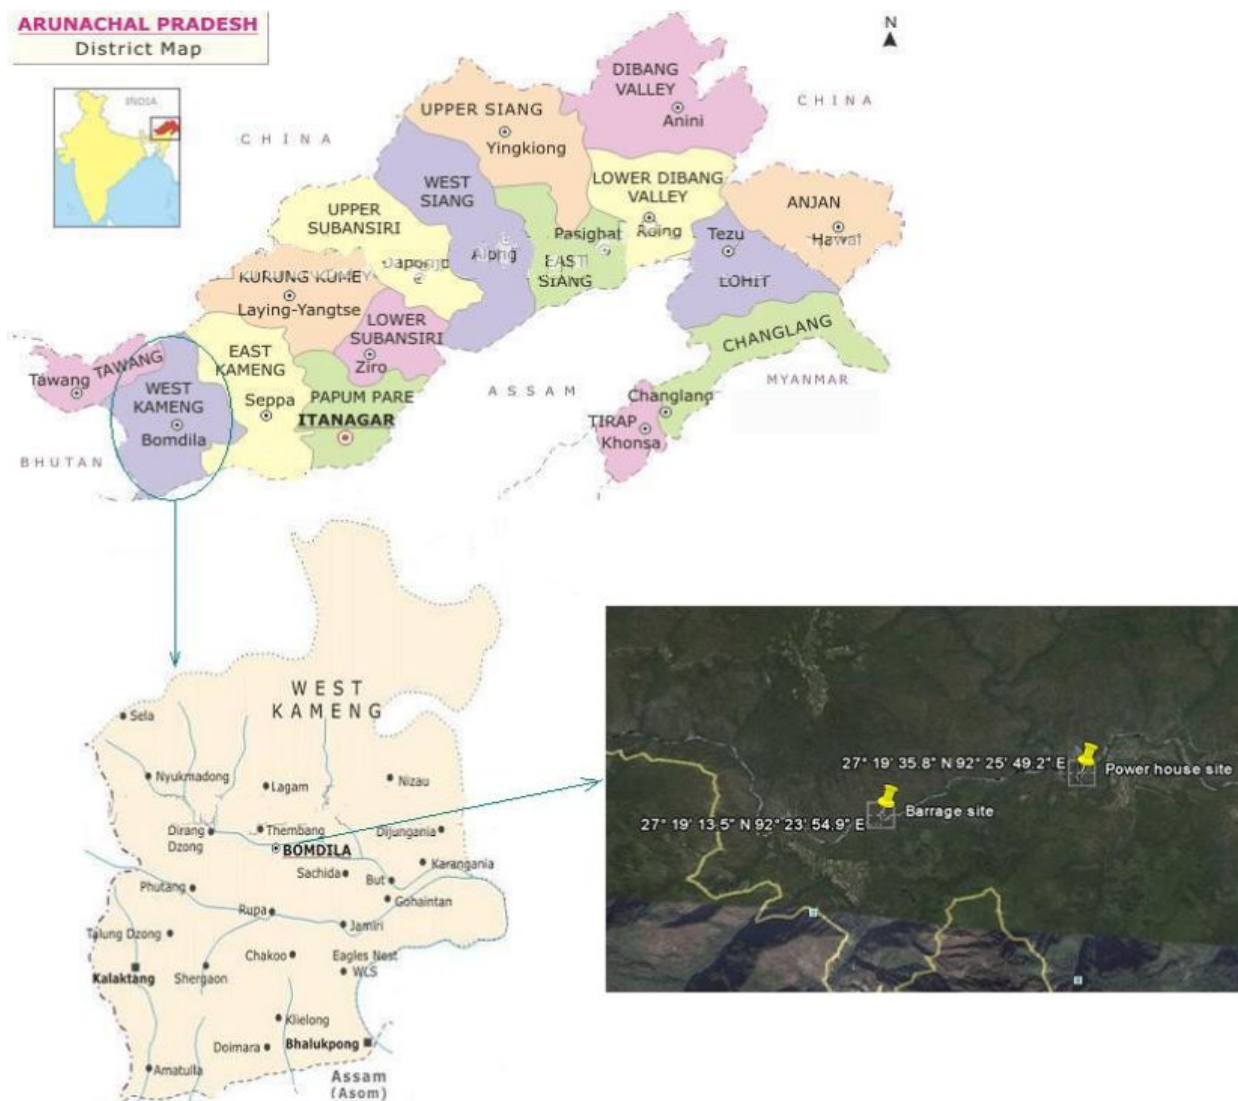 ARUNACHAL PRADESH
District Map
N
INDIA
CHINA
CHINA
DIBANG
VALLEY
Anini
UPPER SIANG
Yingkiong
WEST
SIANG
Along
LOWER DIBANG
VALLEY
Roing
ANJAN
Hawai
UPPER
SUBANSIRI
Daporijo
Pasighat
EAST
SIANG
Tezu
LOHIT
KURUNG KUMEY
Laying-Yangtse
LOWER
SUBANSIRI
Ziro
CHANGLANG
Changlang
MYANMAR
TAWANG
Tawang
WEST
KAMENG
Bomdila
EAST
KAMENG
Seppa
PAPUM PARE
ITANAGAR
ASSAM
TIRAP
Khonsa
BHUTAN
WEST
KAMENG
Sela
Nyukmadong
Lagam
Nizau
Dirang
Dzong
Thembang
Dijungania
BOMDILA
Karangania
Sachida
But
Phutang
Gohaintan
Rupa
Jamiri
Talung Dzong
Chakoo
Eagles Nest
WLS
Kalaktang
Shergaon
Klielong
Doimara
Bhalukpong
Amatulla
Assam
(Asom)
27° 19' 35.8" N 92° 25' 49.2" E
Power house site
Barrage site
27° 19' 13.5" N 92° 23' 54.9" E